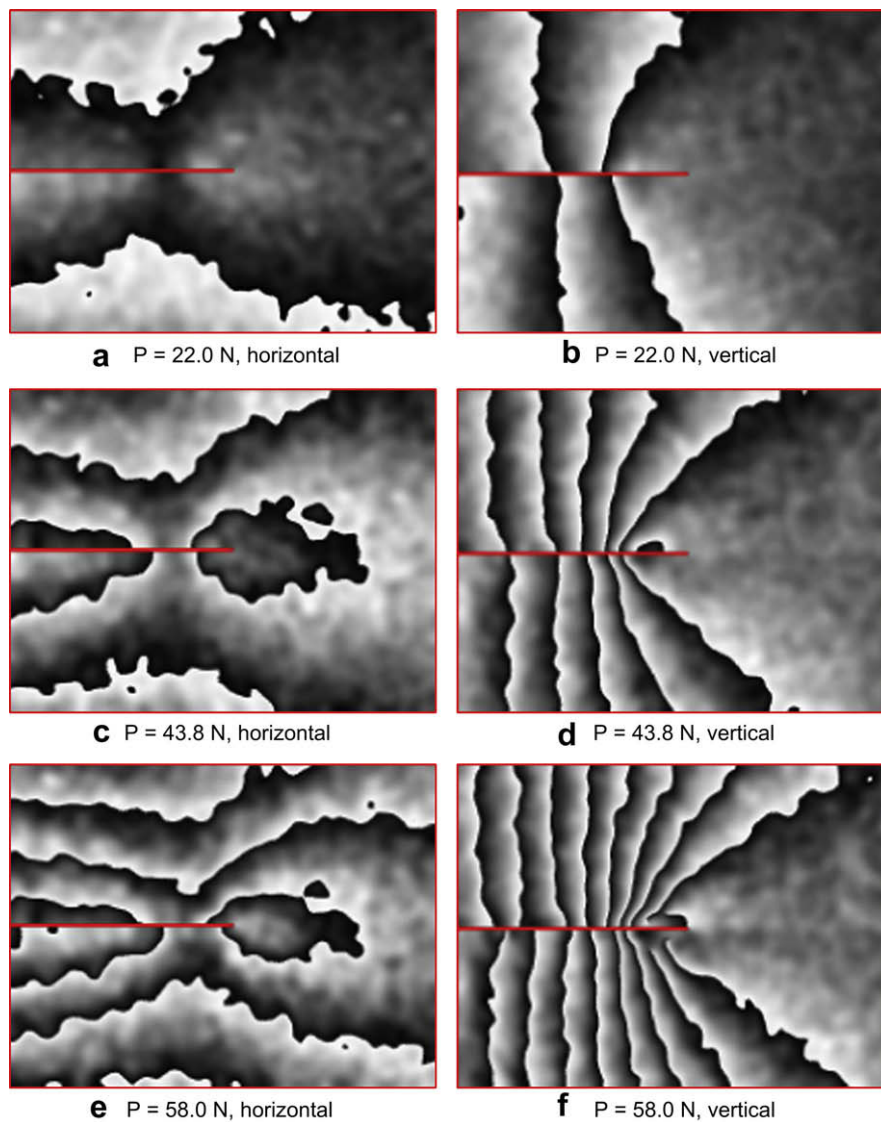 a P = 22.0 N, horizontal
b P = 22.0 N, vertical
c P = 43.8 N, horizontal
d P = 43.8 N, vertical
e P = 58.0 N, horizontal
f P = 58.0 N, vertical